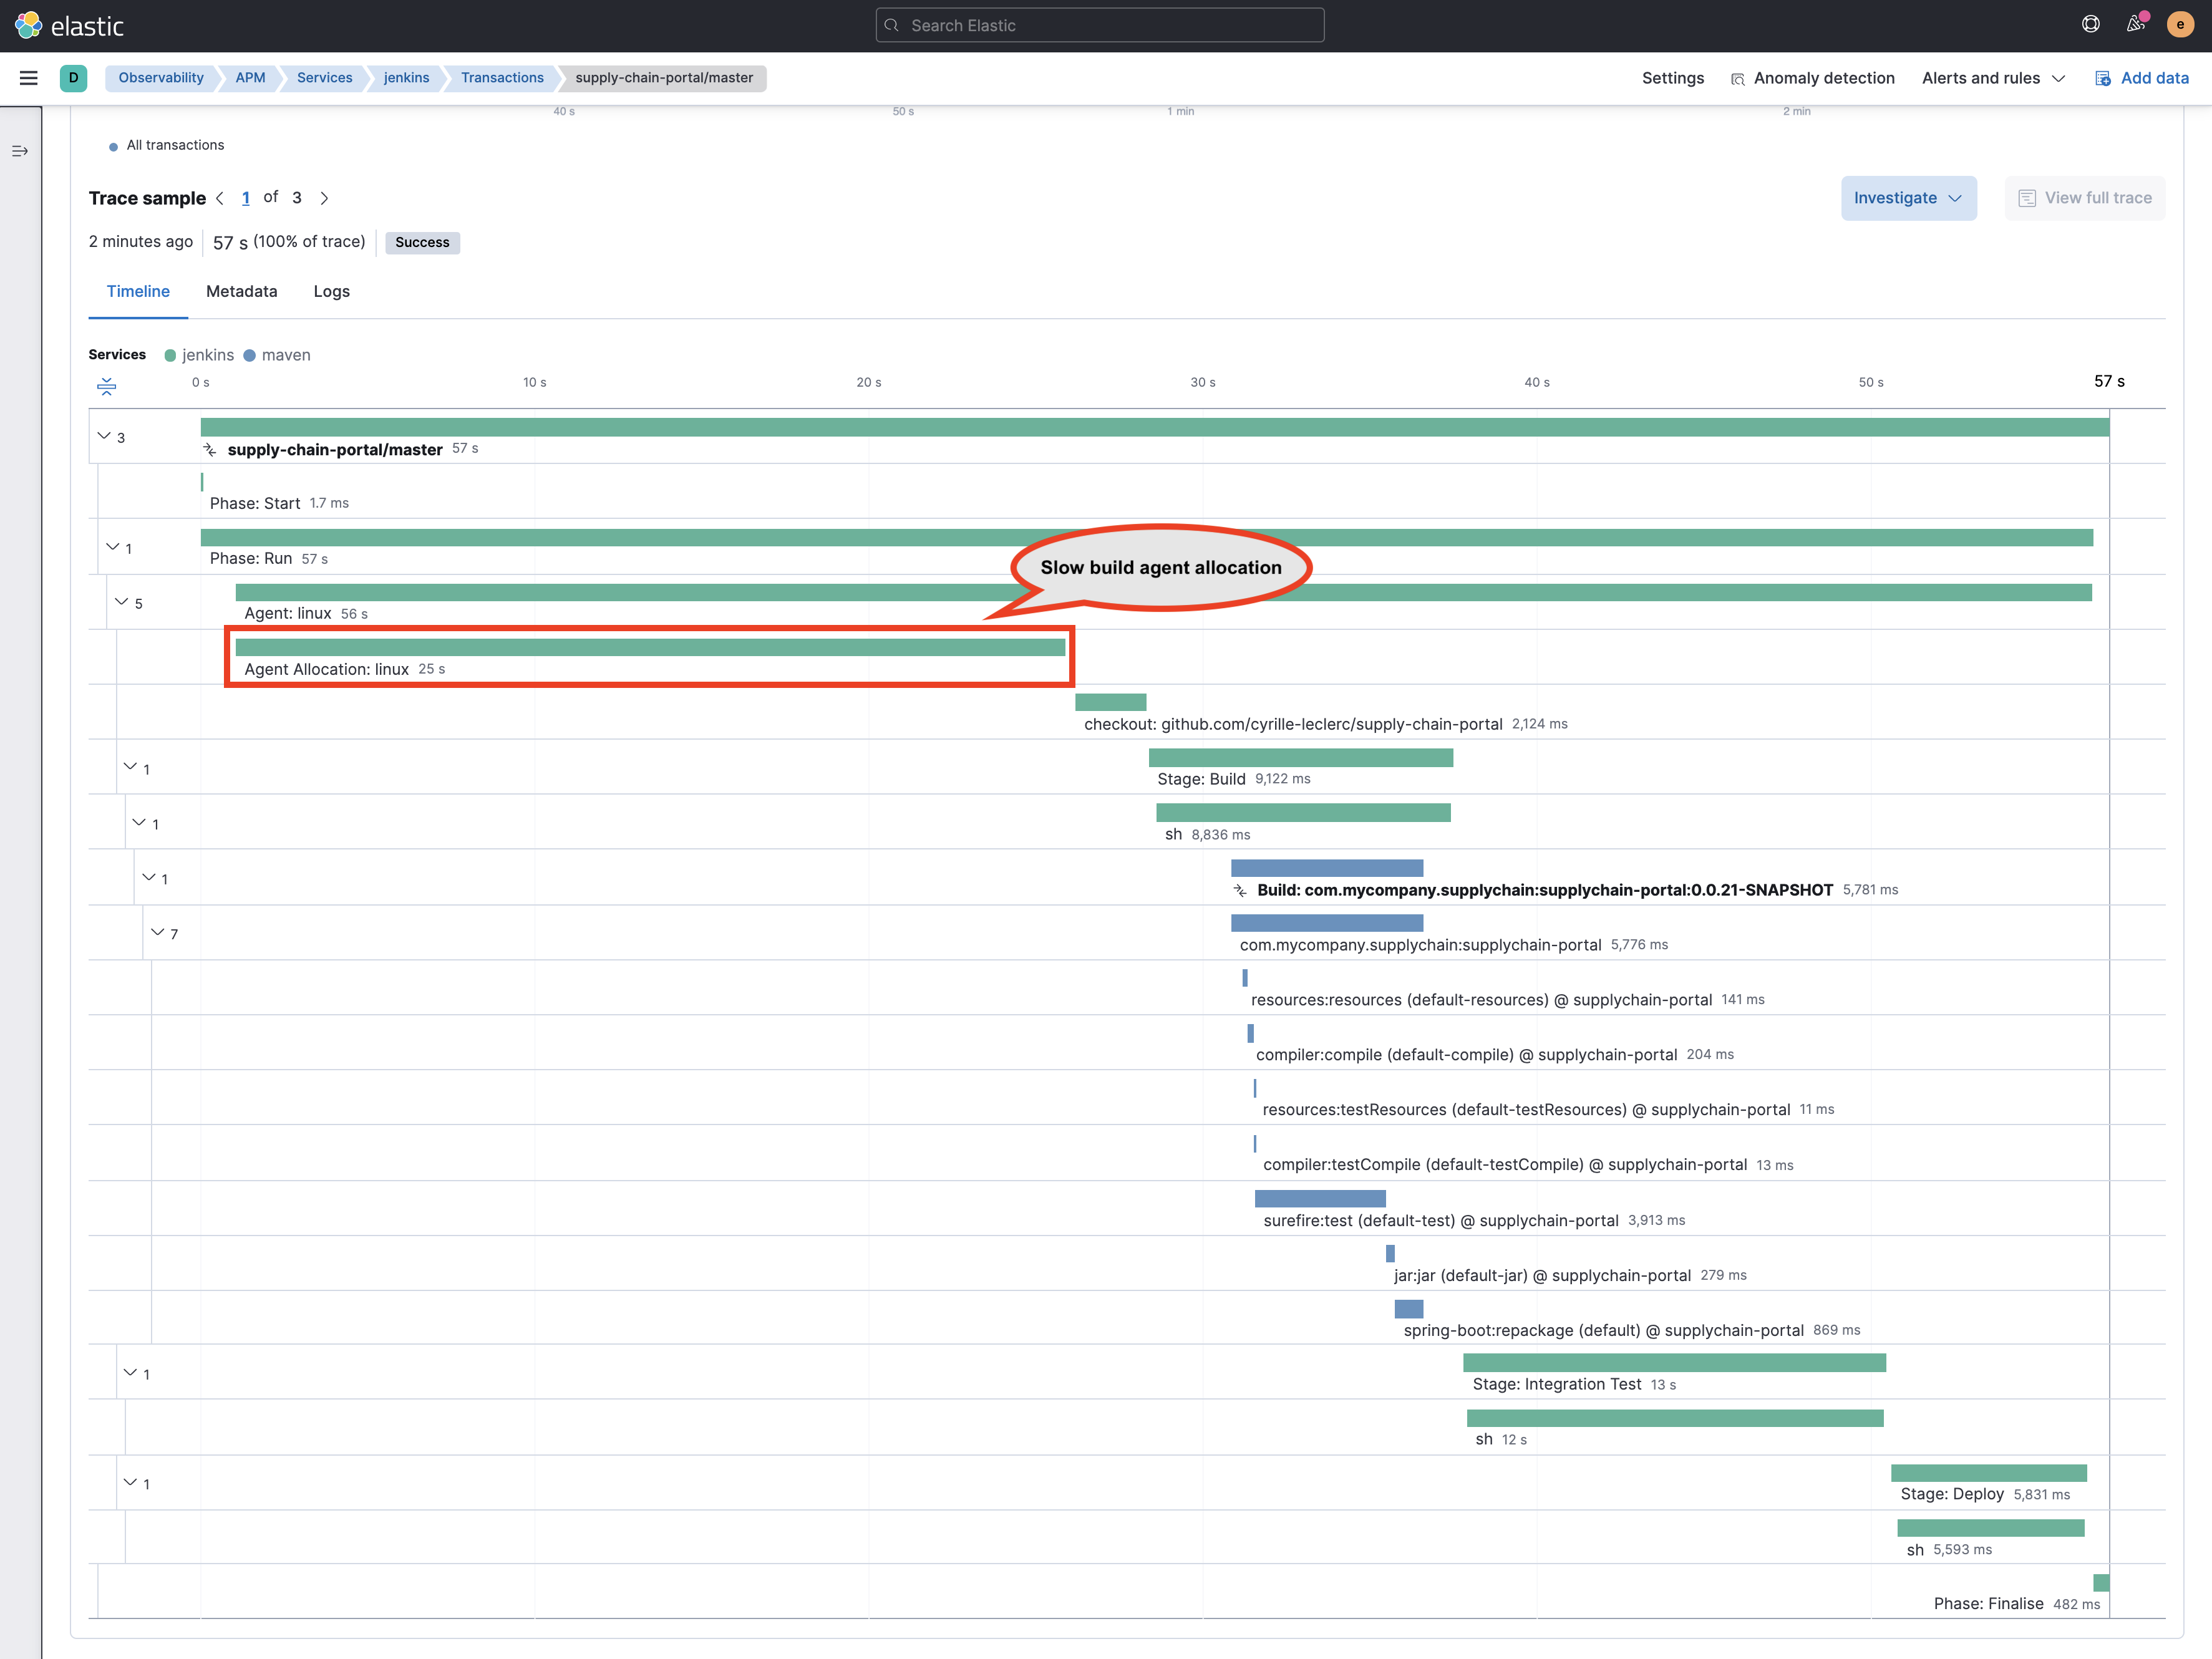 elastic
Search Elastic
e
D
Observability
APM
Services
jenkins
Transactions
supply-chain-portal/master
Settings
Anomaly detection
Alerts and rules
Add data
40 s
50 s
1 min
2 min
All transactions
Trace sample
1 of 3
Investigate
View full trace
2 minutes ago
57 s (100% of trace)
Success
Timeline
Metadata
Logs
Services
jenkins
maven
0 s
10 s
20 s
30 s
40 s
50 s
57 s
3
supply-chain-portal/master 57 s
Phase: Start 1.7 ms
1
Phase: Run 57 s
Slow build agent allocation
5
Agent: linux 56 s
Agent Allocation: linux 25 s
checkout: github.com/cyrille-leclerc/supply-chain-portal 2,124 ms
1
Stage: Build 9,122 ms
1
sh 8,836 ms
1
Build: com.mycompany.supplychain:supplychain-portal:0.0.21-SNAPSHOT 5,781 ms
7
com.mycompany.supplychain:supplychain-portal 5,776 ms
resources:resources (default-resources) @ supplychain-portal 141 ms
compiler:compile (default-compile) @ supplychain-portal 204 ms
resources:testResources (default-testResources) @ supplychain-portal 11 ms
compiler:testCompile (default-testCompile) @ supplychain-portal 13 ms
surefire:test (default-test) @ supplychain-portal 3,913 ms
jar:jar (default-jar) @ supplychain-portal 279 ms
spring-boot:repackage (default) @ supplychain-portal 869 ms
1
Stage: Integration Test 13 s
sh 12 s
1
Stage: Deploy 5,831 ms
sh 5,593 ms
Phase: Finalise 482 ms